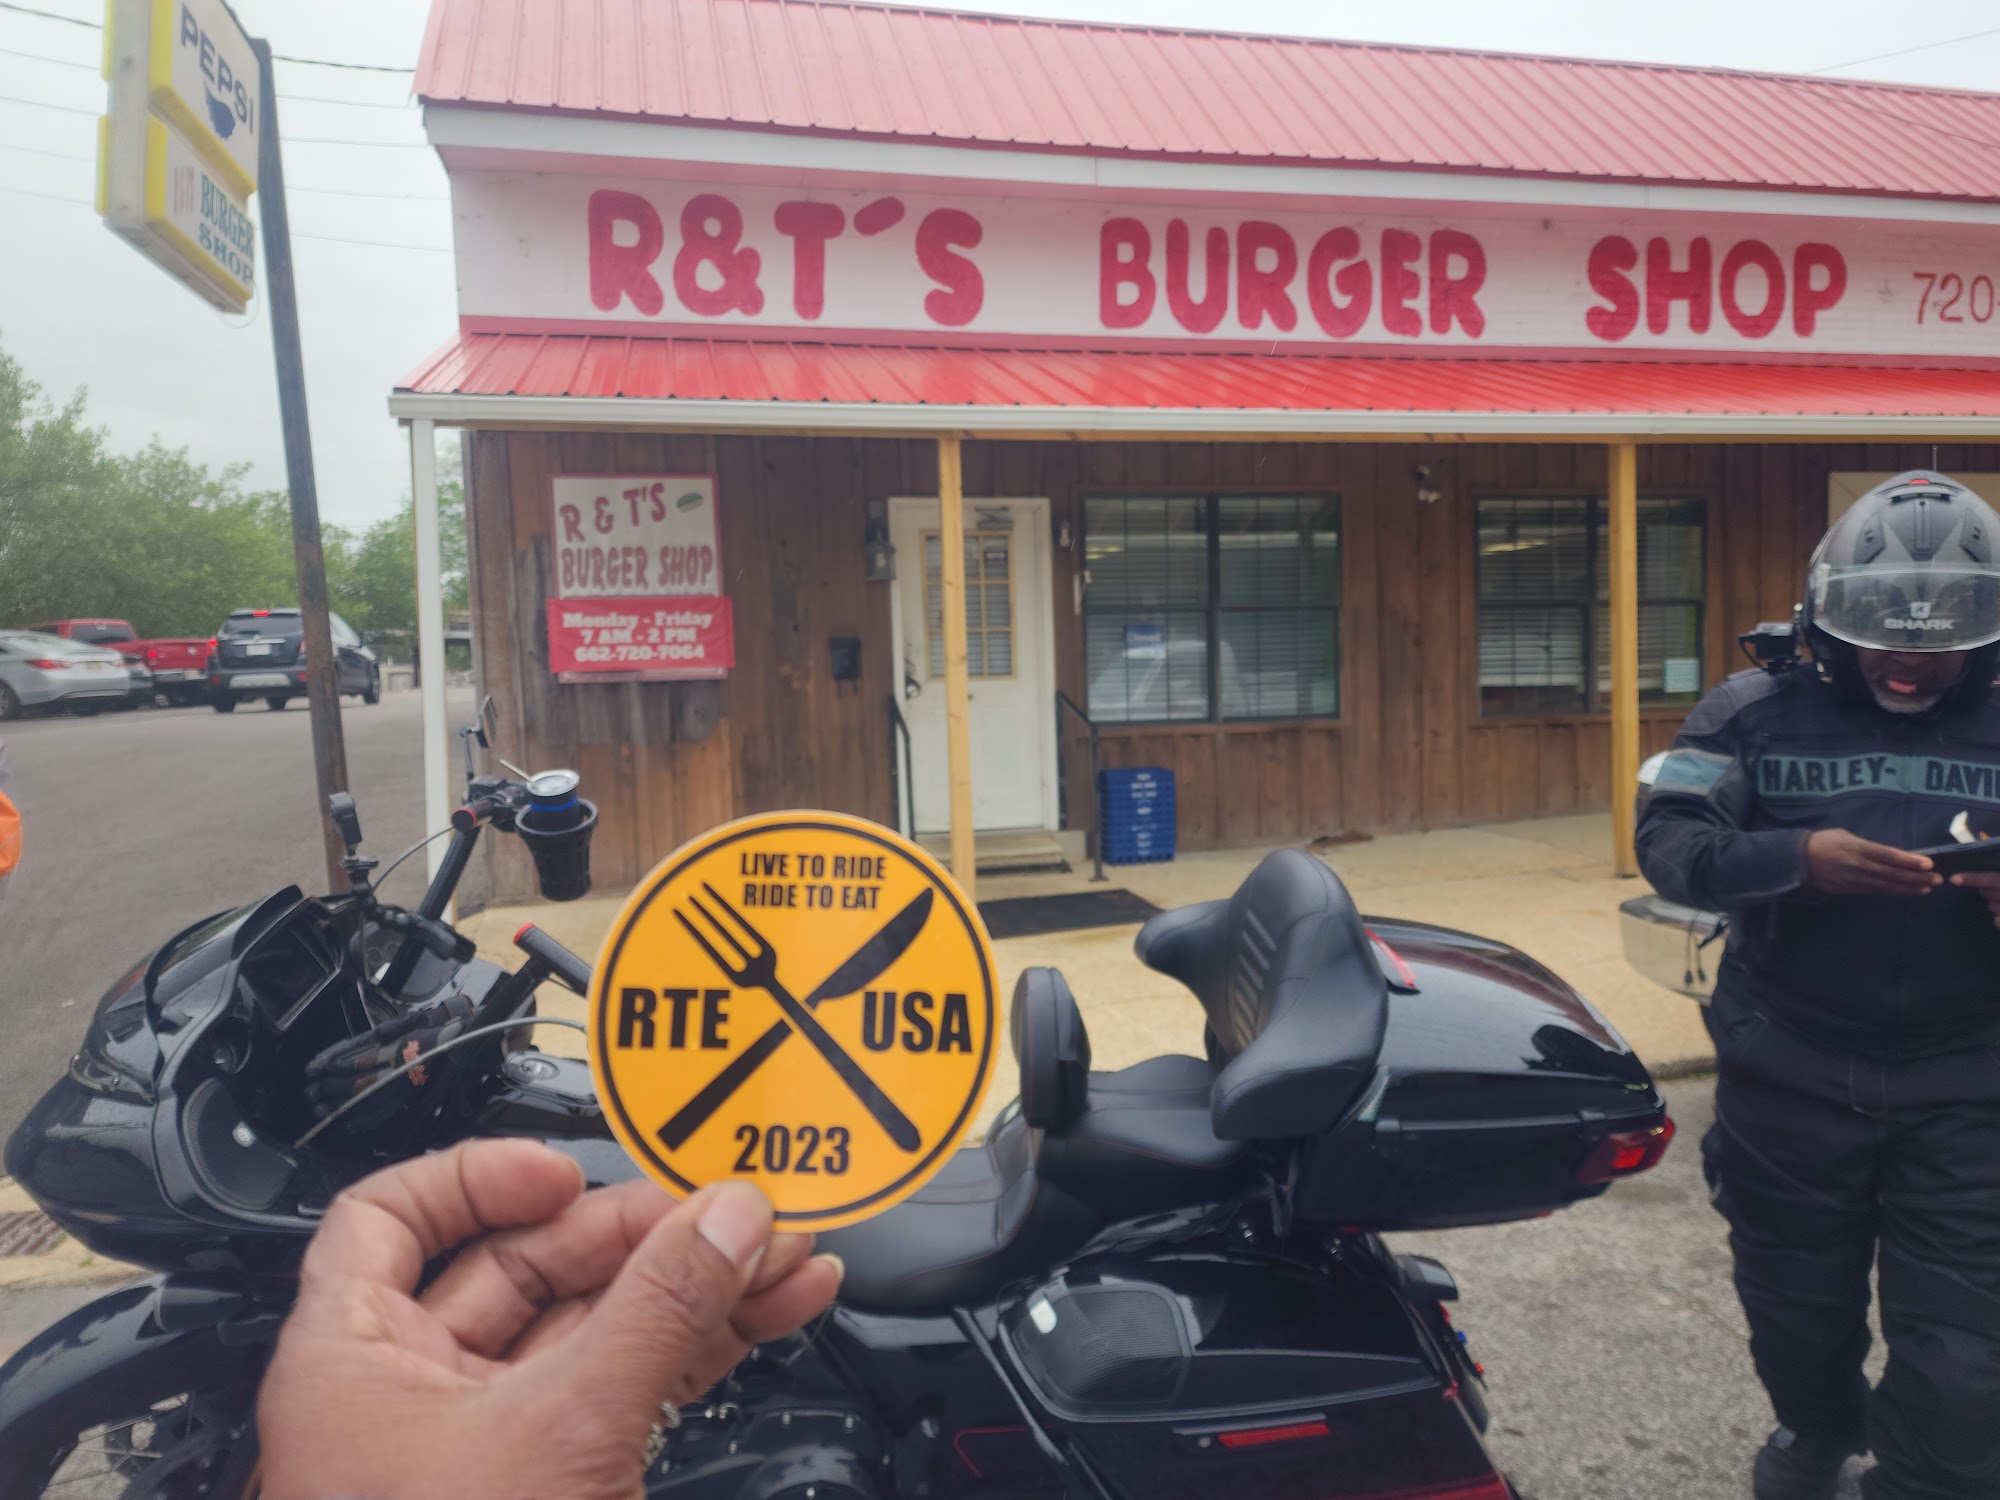 PEPSI
BURGER
SHOP
R&T'S BURGER SHOP 720-
R & T'S
BURGER SHOP
Monday - Friday
7 AM - 2 PM
662-720-7064
Closed
SHARK
HARLEY-DAVI
LIVE TO RIDE
RIDE TO EAT
RTE USA
2023